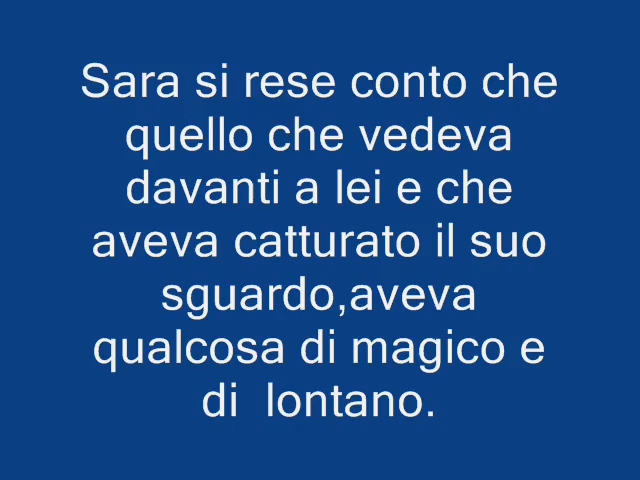 Sara si rese conto che
quello che vedeva
davanti a lei e che
aveva catturato il suo
sguardo,aveva
qualcosa di magico e
di  lontano.